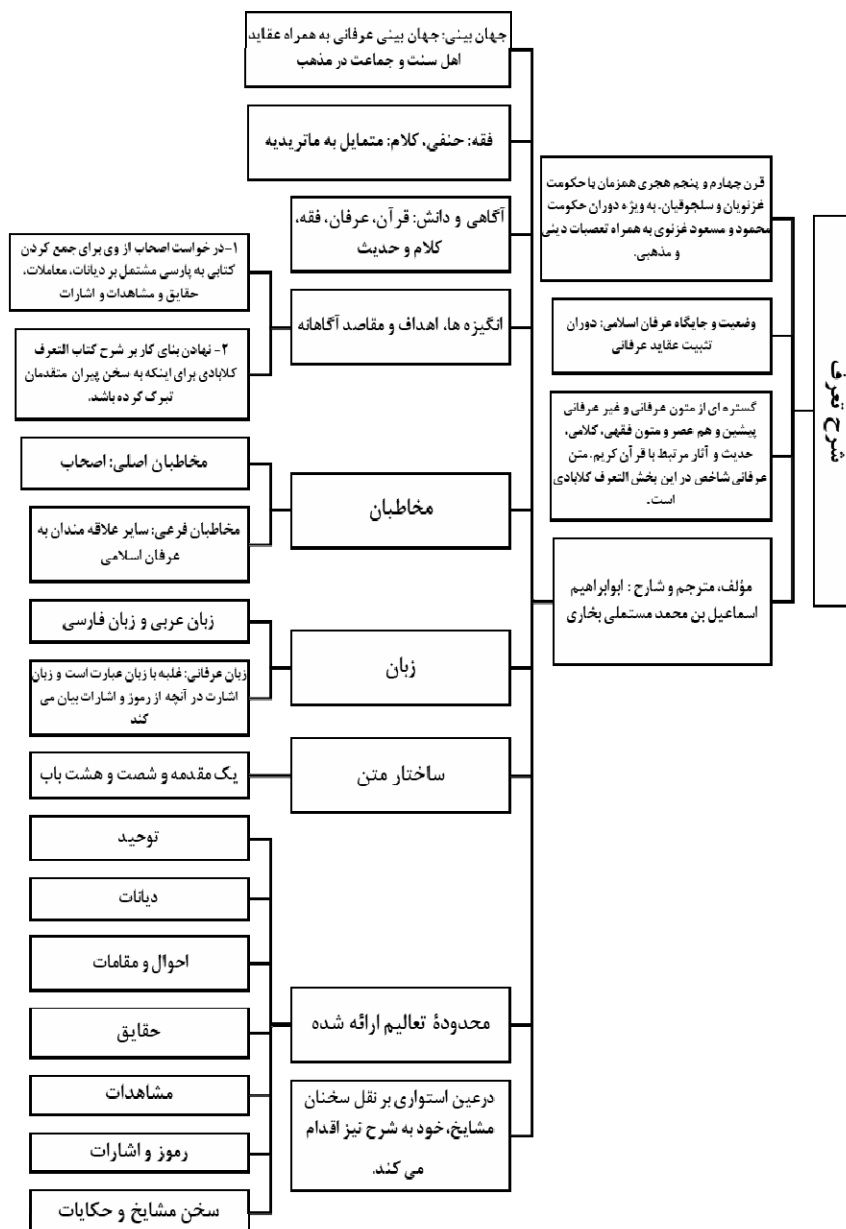 شرح تعرف
قرن چهارم و پنجم هجری همزمان با حکومت
غزنویان و سلجوقیان- به ویژه دوران حکومت
محمود و مسعود غزنوی به همراه تعصبات دینی
و مذهبی.
وضعیت و جایگاه عرفان اسلامی: دوران
تثبیت عقاید عرفانی
گستره ای از متون عرفانی و غیر عرفانی
پیشین و هم عصر و متون فقهی، کلامی،
حدیث و آثار مرتبط با قرآن کریم. متن
عرفانی شاخص در این بخش التعرف کلابادی
است.
مؤلف، مترجم و شارح : ابوابراهیم
اسماعیل بن محمد مستملی بخاری
جهان بینی: جهان بینی عرفانی به همراه عقاید
اهل سنت و جماعت در مذهب
فقه: حنفی، کلام: متمایل به ماتریدیه
آگاهی و دانش: قرآن، عرفان، فقه،
کلام و حدیث
انگیزه ها، اهداف و مقاصد آگاهانه
۱-در خواست اصحاب از وی برای جمع کردن
کتابی به پارسی مشتمل بر دیانات، معاملات،
حقایق و مشاهدات و اشارات
۲- نهادن بنای کار بر شرح کتاب التعرف
کلابادی برای اینکه به سخن پیران متقدمان
تبرک کرده باشد.
مخاطبان
مخاطبان اصلی: اصحاب
مخاطبان فرعی: سایر علاقه مندان به
عرفان اسلامی
زبان
زبان عربی و زبان فارسی
زبان عرفانی: غلبه با زبان عبارت است و زبان
اشارت در آنچه از رموز و اشارات بیان می
کند
ساختار متن
یک مقدمه و شصت و هشت باب
محدودهٔ تعالیم ارائه شده
توحید
دیانات
احوال و مقامات
حقایق
مشاهدات
رموز و اشارات
سخن مشایخ و حکایات
درعین استواری بر نقل سخنان
مشایخ، خود به شرح نیز اقدام
می کند.